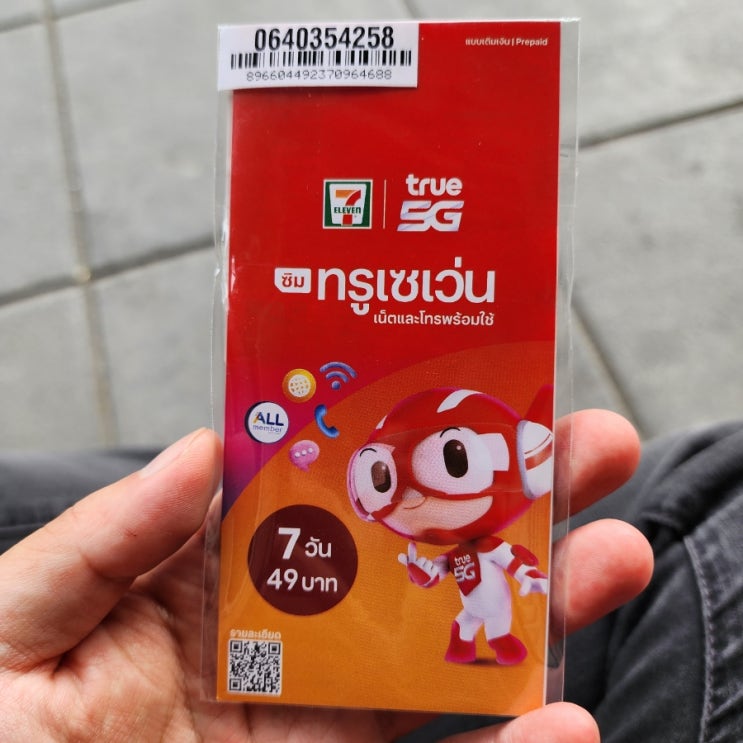 0640354258
896604492370964688
แบบเติมเงิน | Prepaid
7
ELEVEN
true
5G
ซิม ทรูเซเว่น
เน็ตและโทรพร้อมใช้
ALL
member
7 วัน
49 บาท
true
5G
รายละเอียด